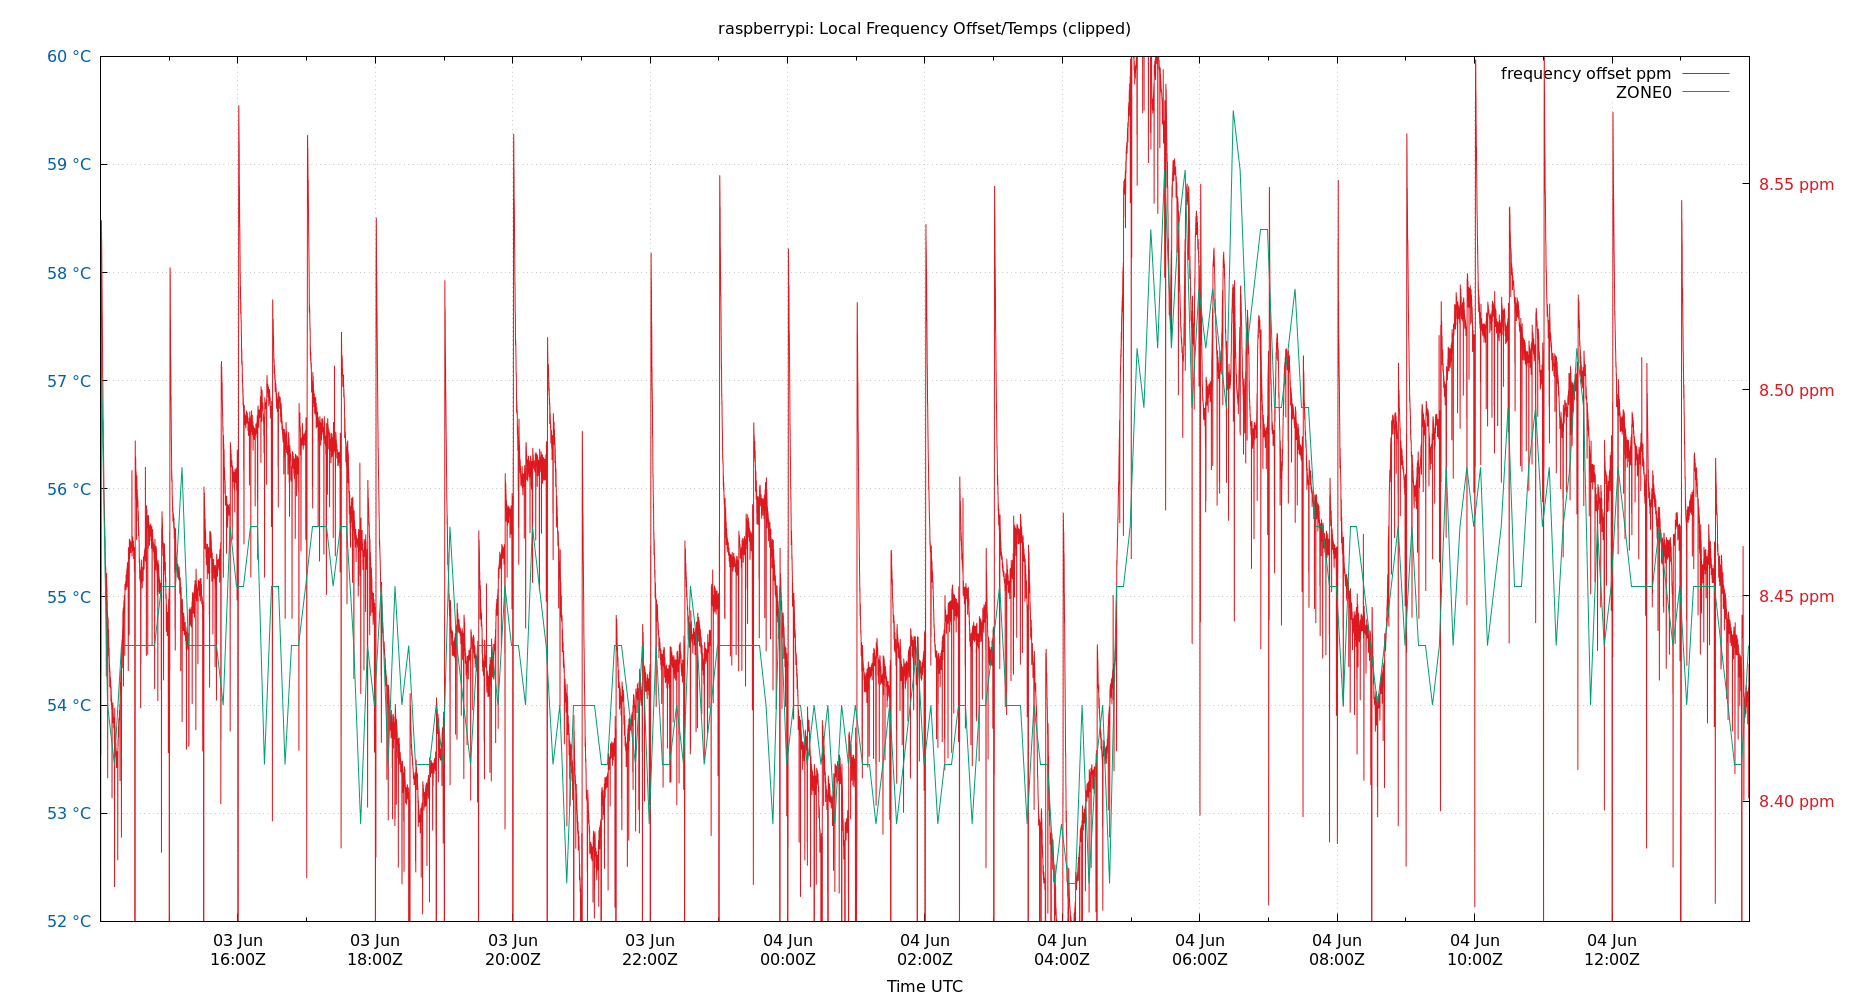 raspberrypi: Local Frequency Offset/Temps (clipped)
60 °C
59 °C
58 °C
57 °C
56 °C
55 °C
54 °C
53 °C
52 °C
frequency offset ppm
ZONE0
8.55 ppm
8.50 ppm
8.45 ppm
8.40 ppm
03 Jun
16:00Z
03 Jun
18:00Z
03 Jun
20:00Z
03 Jun
22:00Z
04 Jun
00:00Z
04 Jun
02:00Z
04 Jun
04:00Z
04 Jun
06:00Z
04 Jun
08:00Z
04 Jun
10:00Z
04 Jun
12:00Z
Time UTC